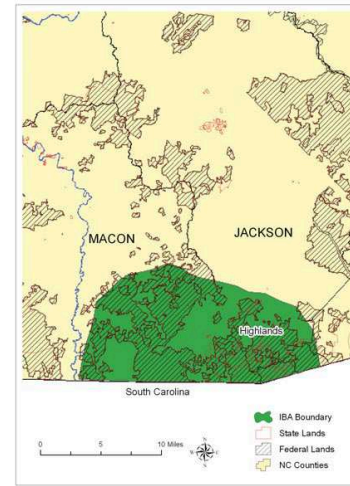 MACON
JACKSON
Highlands
South Carolina
0 5 10 Miles
IBA Boundary
State Lands
Federal Lands
NC Counties